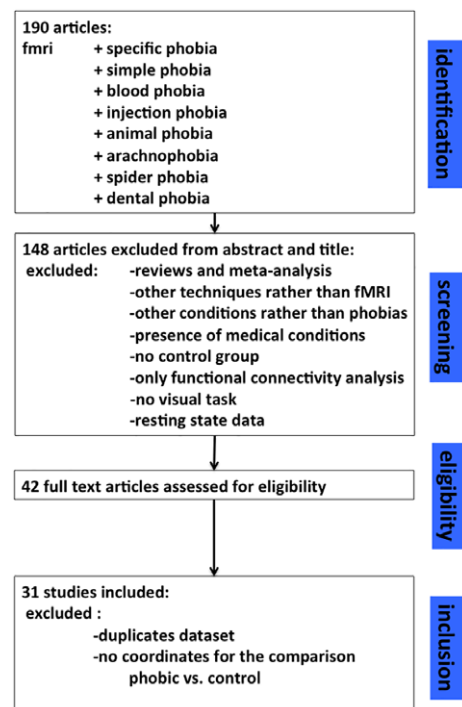 190 articles:
fmri + specific phobia
+ simple phobia
+ blood phobia
+ injection phobia
+ animal phobia
+ arachnophobia
+ spider phobia
+ dental phobia
identification
148 articles excluded from abstract and title:
excluded: -reviews and meta-analysis
-other techniques rather than fMRI
-other conditions rather than phobias
-presence of medical conditions
-no control group
-only functional connectivity analysis
-no visual task
-resting state data
screening
42 full text articles assessed for eligibility
eligibility
31 studies included:
excluded :
-duplicates dataset
-no coordinates for the comparison
phobic vs. control
inclusion